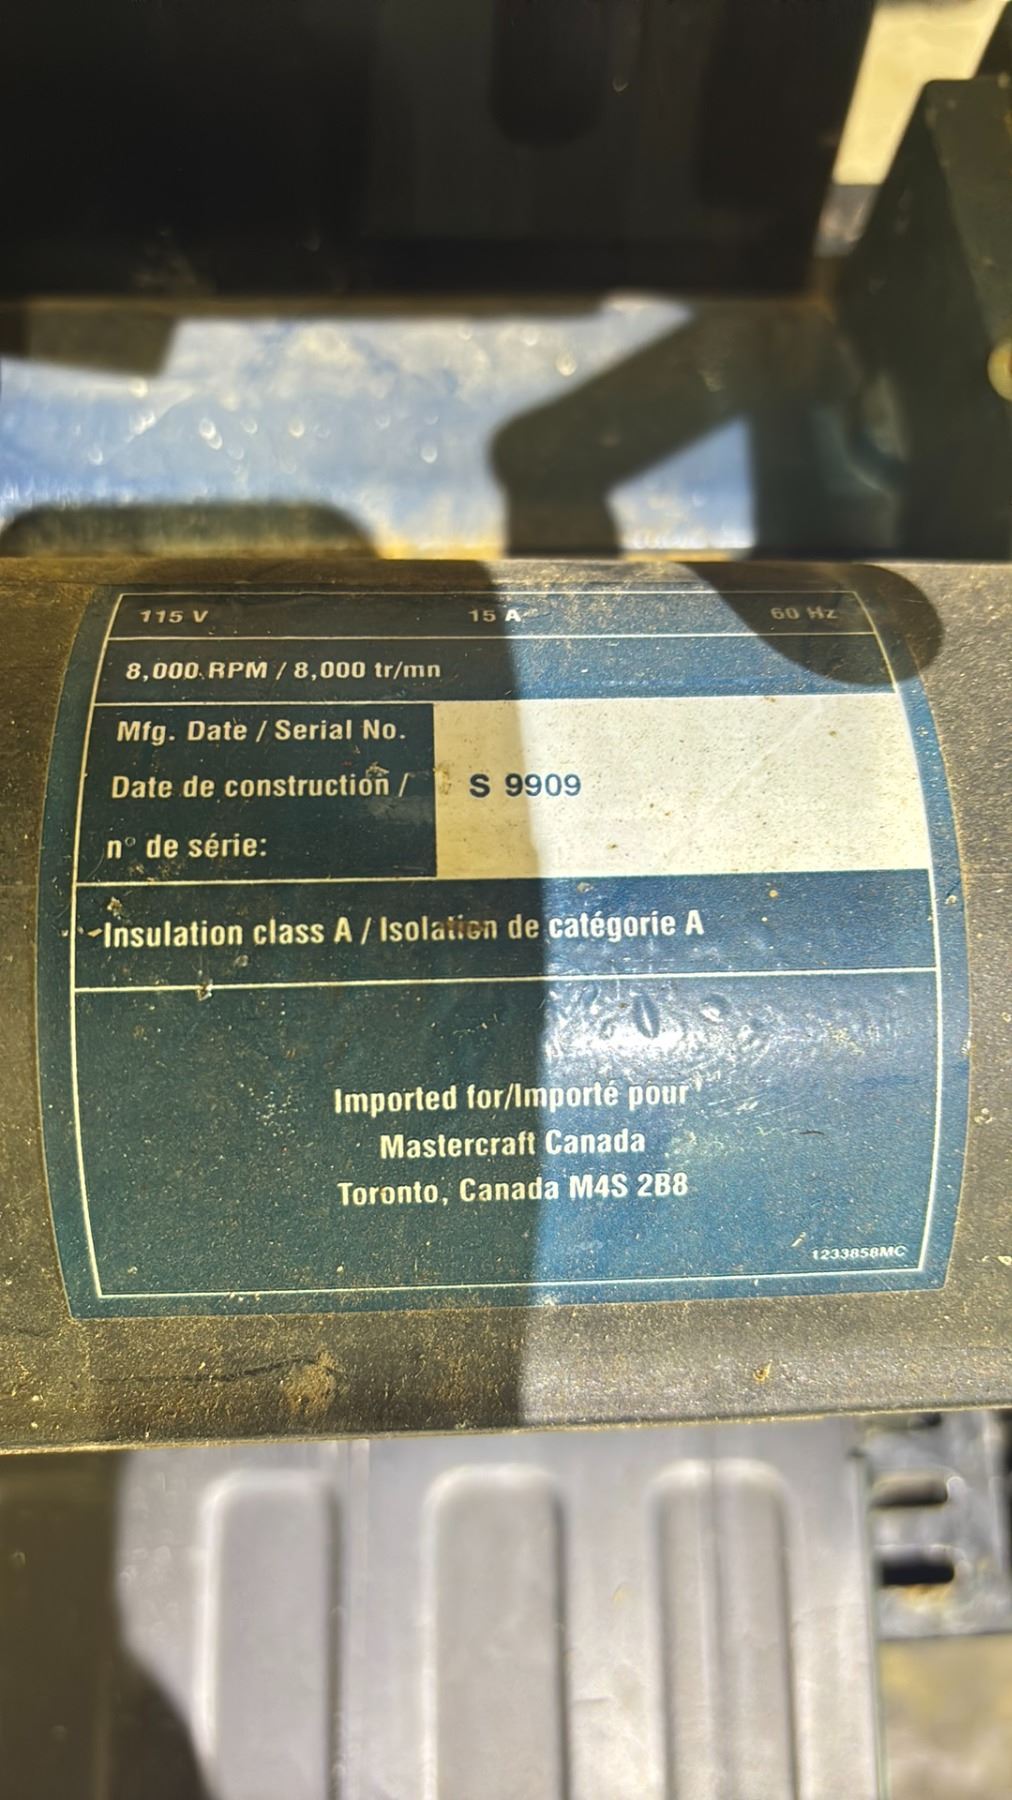 115 V 15 A 60 Hz
8,000 RPM / 8,000 tr/mn
Mfg. Date / Serial No.
Date de construction / S 9909
n° de série:
Insulation class A / Isolation de catégorie A
Imported for/Importé pour
Mastercraft Canada
Toronto, Canada M4S 2B8
1233858MC